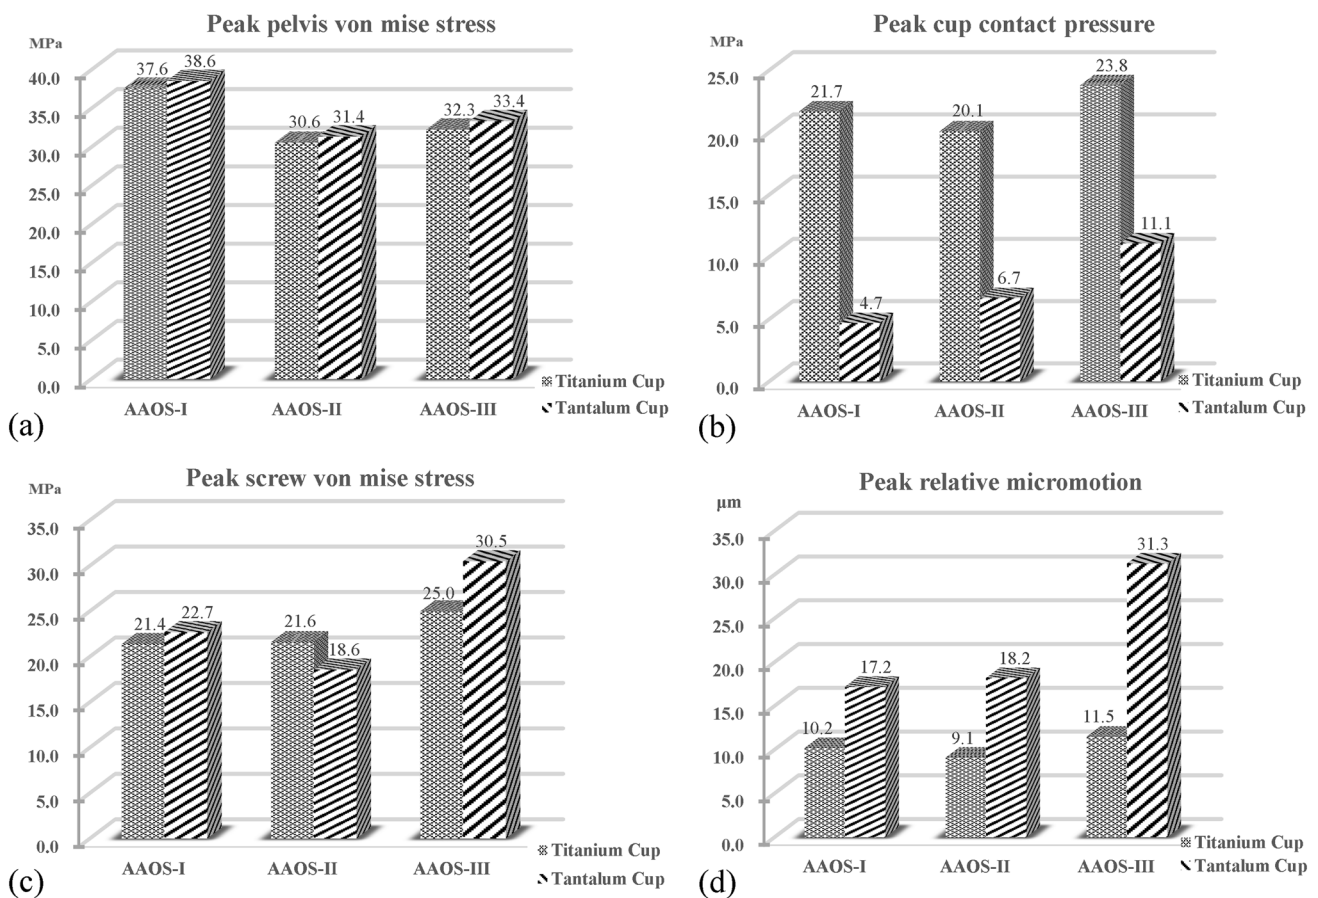 Peak pelvis von mise stress
MPa
40.0
35.0
30.0
25.0
20.0
15.0
10.0
5.0
0.0
37.6
38.6
30.6
31.4
32.3
33.4
AAOS-I
AAOS-II
AAOS-III
Titanium Cup
Tantalum Cup
(a)
Peak cup contact pressure
MPa
25.0
20.0
15.0
10.0
5.0
0.0
21.7
4.7
20.1
6.7
23.8
11.1
AAOS-I
AAOS-II
AAOS-III
Titanium Cup
Tantalum Cup
(b)
Peak screw von mise stress
MPa
35.0
30.0
25.0
20.0
15.0
10.0
5.0
0.0
21.4
22.7
21.6
18.6
25.0
30.5
AAOS-I
AAOS-II
AAOS-III
Titanium Cup
Tantalum Cup
(c)
Peak relative micromotion
μm
35.0
30.0
25.0
20.0
15.0
10.0
5.0
0.0
10.2
17.2
9.1
18.2
11.5
31.3
AAOS-I
AAOS-II
AAOS-III
Titanium Cup
Tantalum Cup
(d)